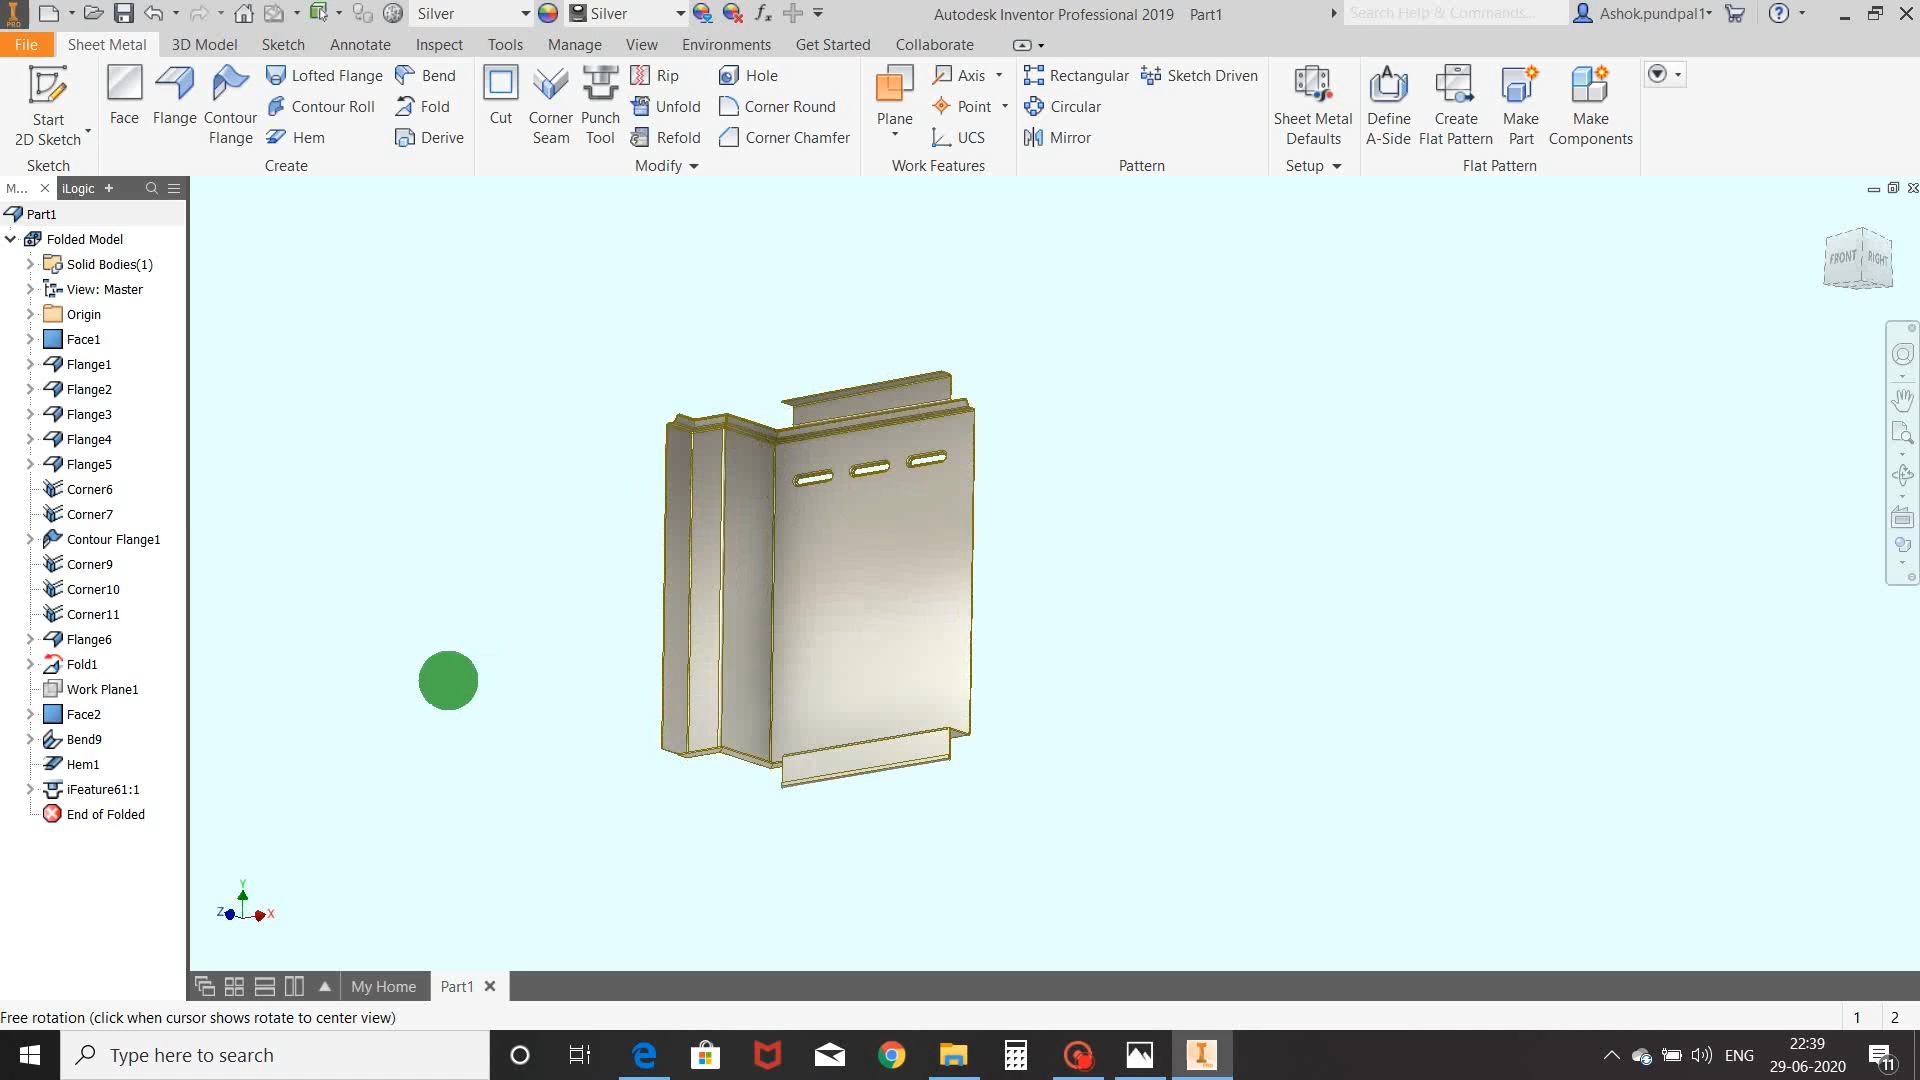 Silver
Silver
Autodesk Inventor Professional 2019 Part1
Search Help & Commands...
Ashok.pundpal1
PRO
File
Sheet Metal
3D Model
Sketch
Annotate
Inspect
Tools
Manage
View
Environments
Get Started
Collaborate
Start
2D Sketch
Sketch
Face
Flange
Contour
Flange
Lofted Flange
Contour Roll
Hem
Bend
Fold
Derive
Create
Cut
Corner
Seam
Punch
Tool
Rip
Unfold
Refold
Hole
Corner Round
Corner Chamfer
Modify
Plane
Axis
Point
UCS
Work Features
Rectangular
Circular
Mirror
Sketch Driven
Pattern
Sheet Metal
Defaults
Setup
Define
A-Side
Create
Flat Pattern
Make
Part
Make
Components
Flat Pattern
M...
iLogic
Part1
Folded Model
Solid Bodies(1)
View: Master
Origin
Face1
Flange1
Flange2
Flange3
Flange4
Flange5
Corner6
Corner7
Contour Flange1
Corner9
Corner10
Corner11
Flange6
Fold1
Work Plane1
Face2
Bend9
Hem1
iFeature61:1
End of Folded
FRONT
RIGHT
Y
Z
X
My Home
Part1
Free rotation (click when cursor shows rotate to center view)
1
2
Type here to search
ENG
22:39
29-06-2020
11